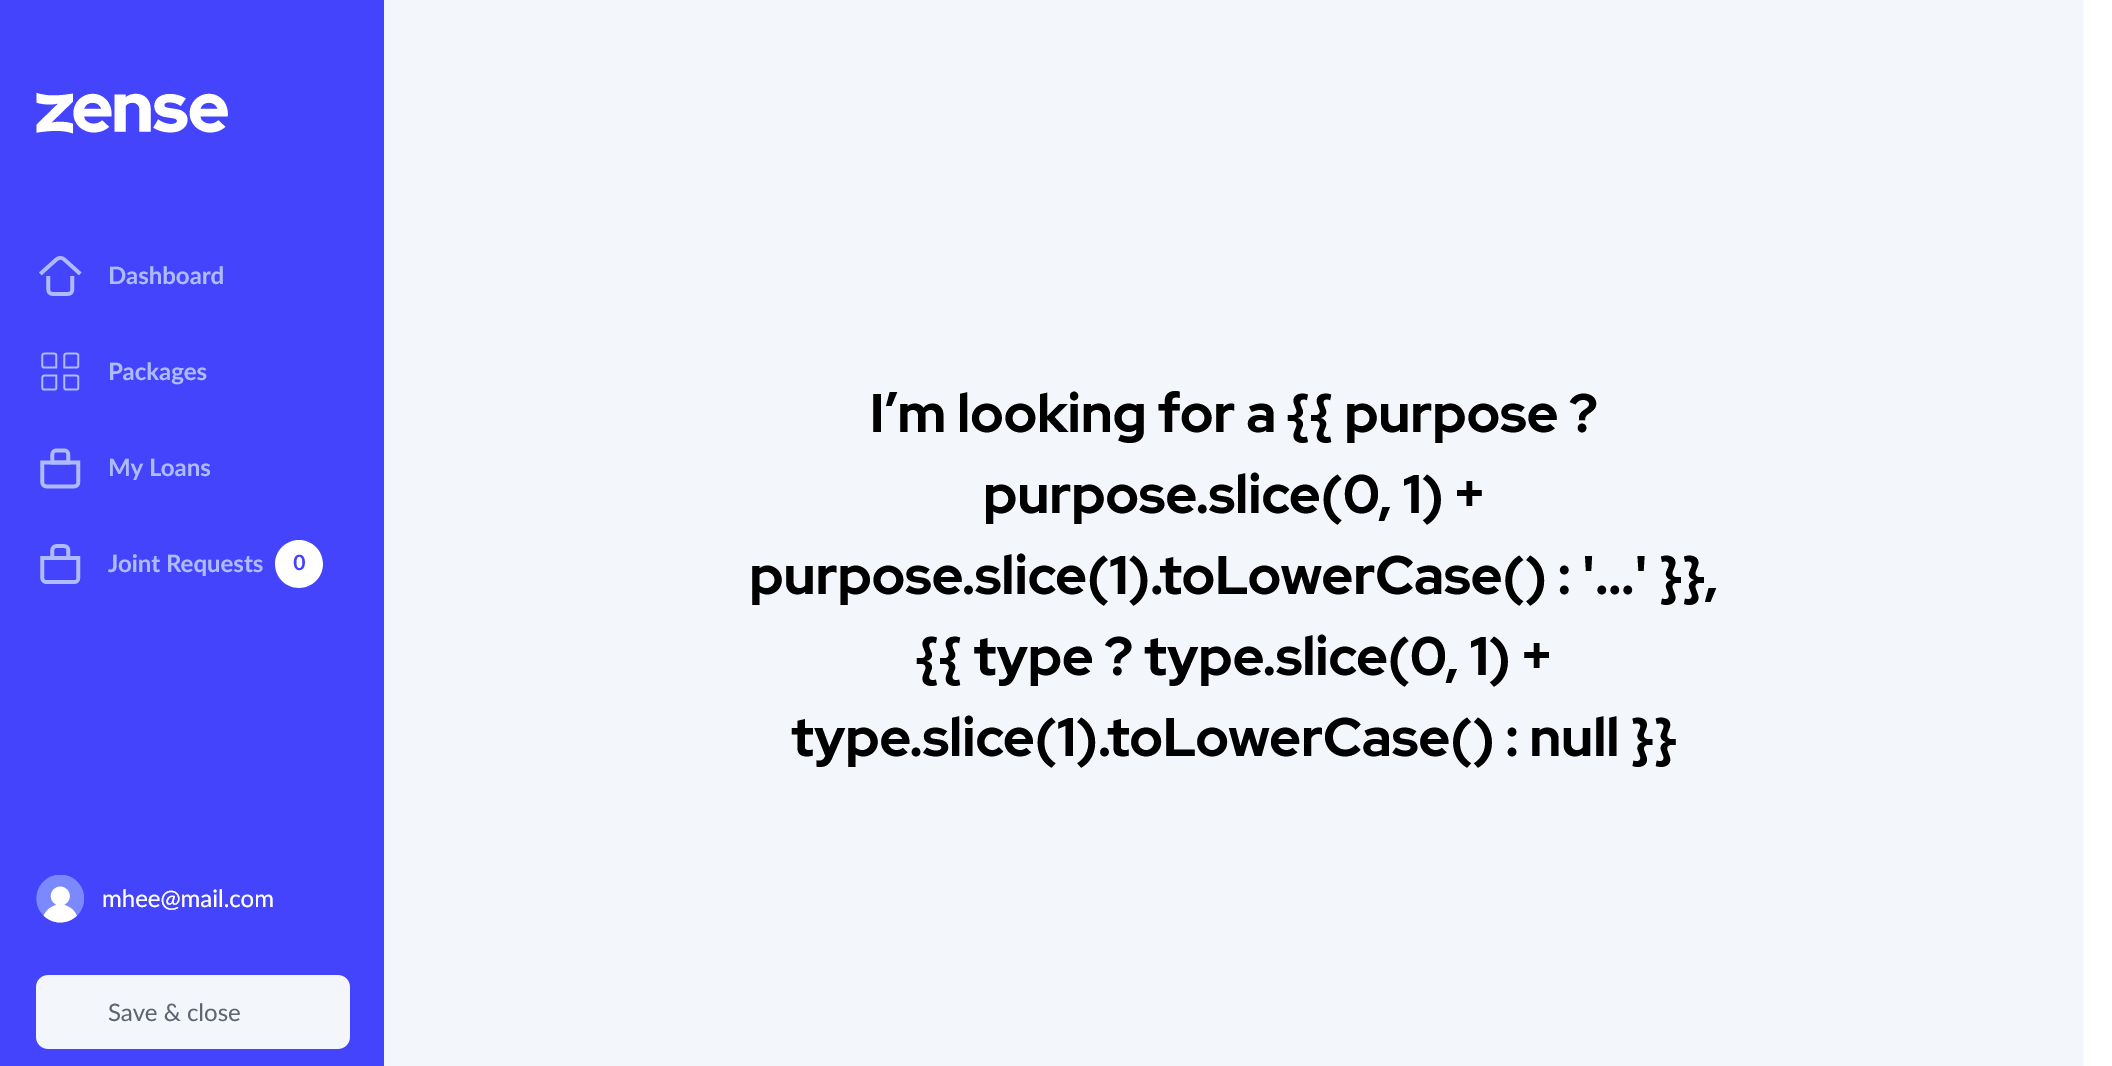 zense
Dashboard
Packages
My Loans
Joint Requests 0
mhee@mail.com
Save & close
I’m looking for a {{ purpose ?
purpose.slice(0, 1) +
purpose.slice(1).toLowerCase() : '...' }},
{{ type ? type.slice(0, 1) +
type.slice(1).toLowerCase() : null }}